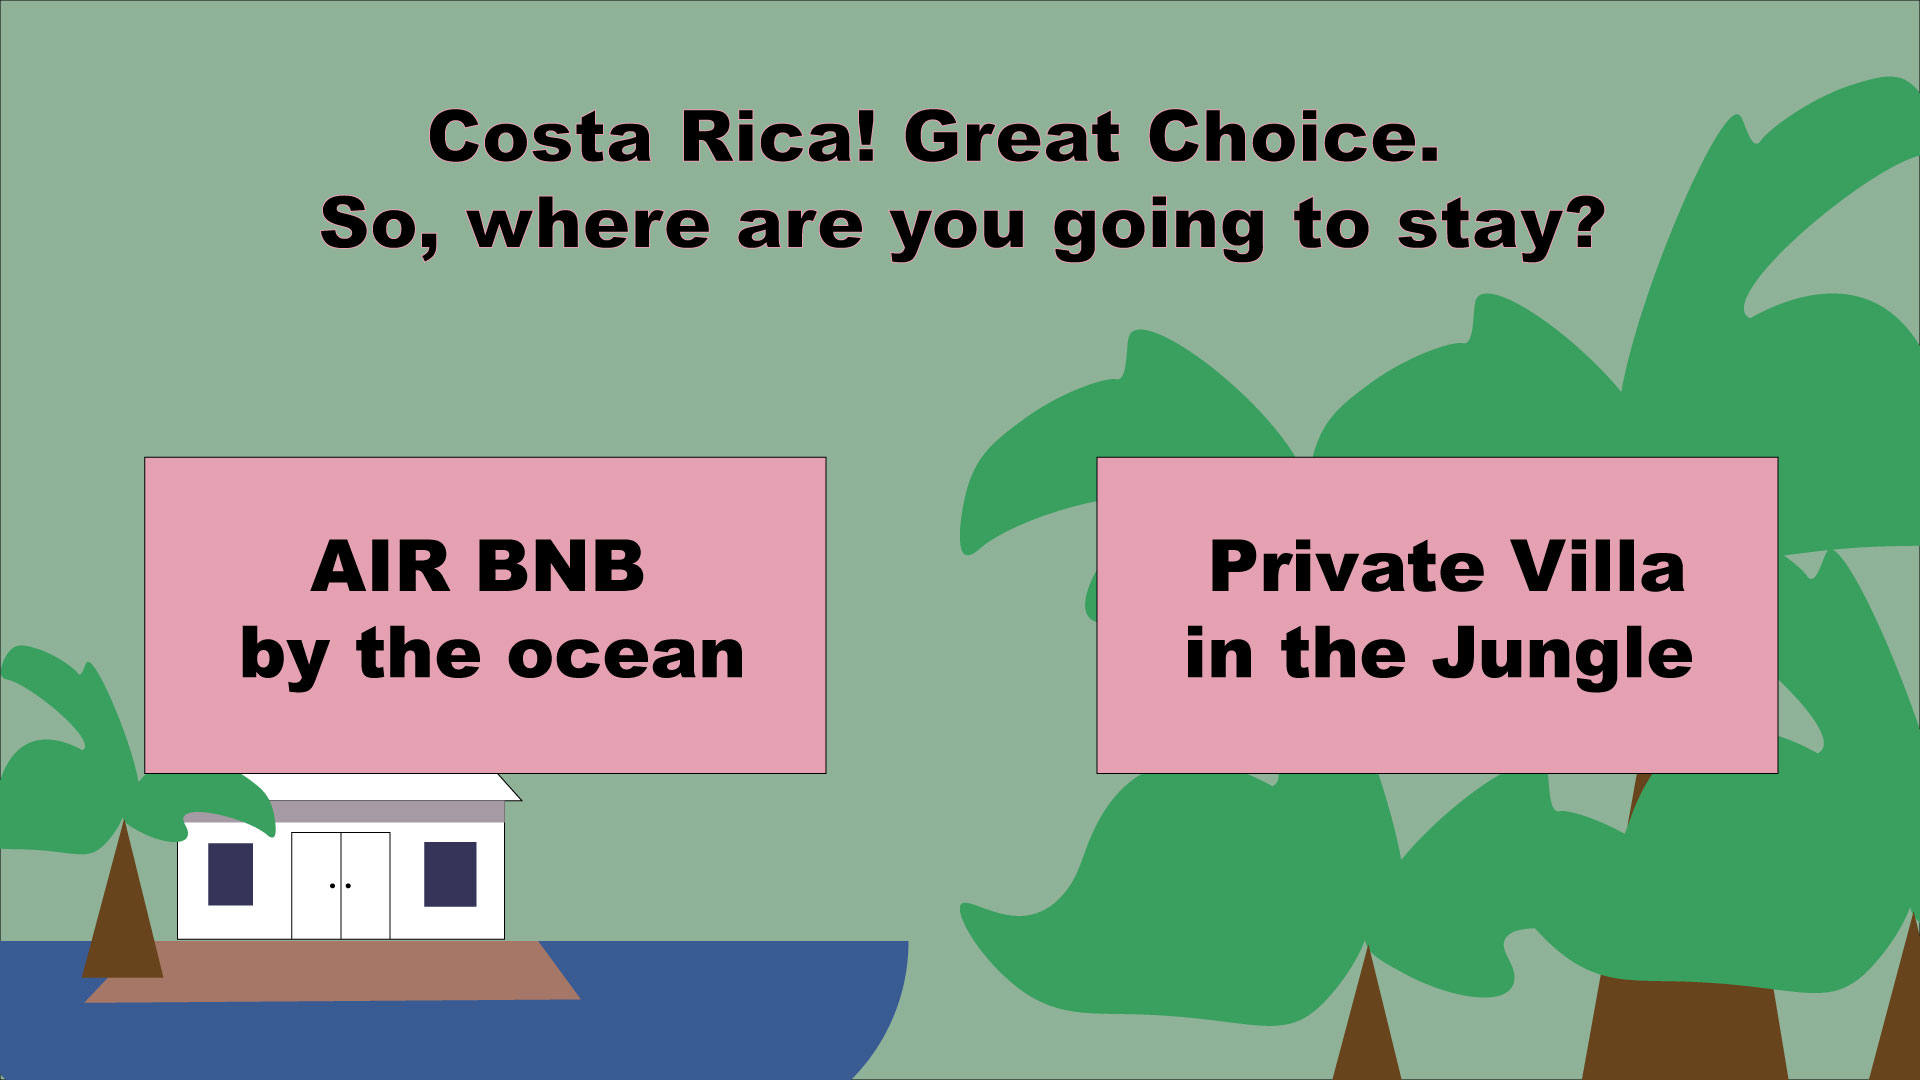 Costa Rica! Great Choice.
So, where are you going to stay?
AIR BNB
by the ocean
Private Villa
in the Jungle